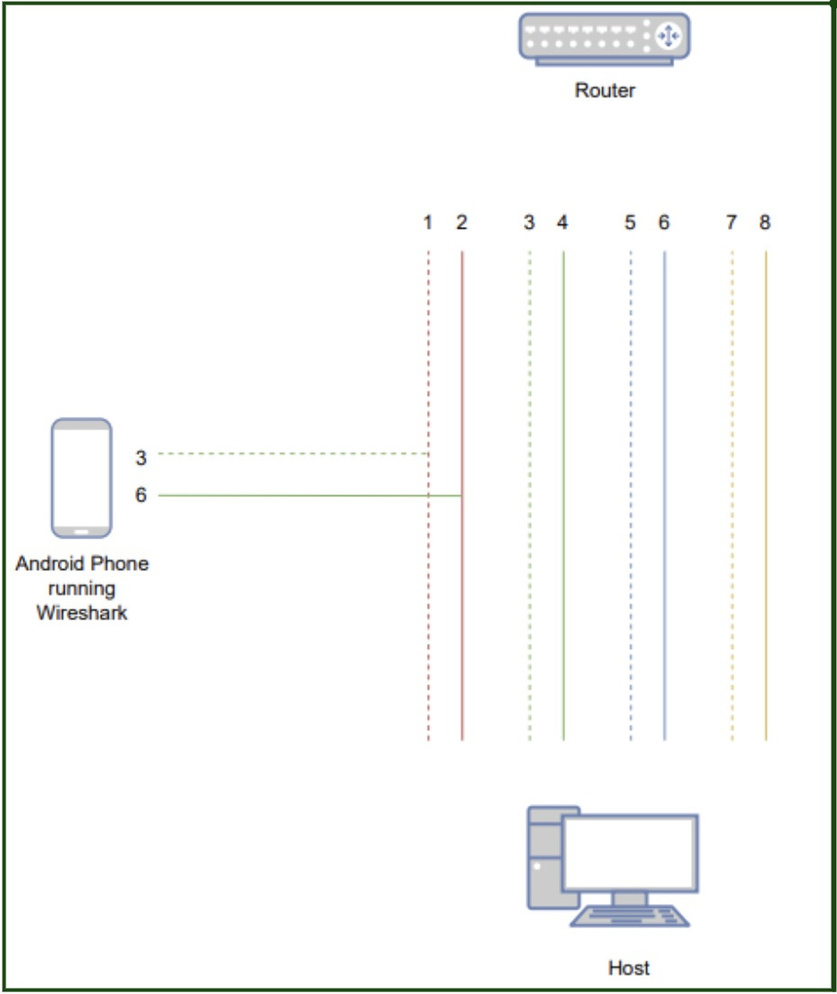 Router
1 2 3 4 5 6 7 8
3
6
Android Phone
running
Wireshark
Host